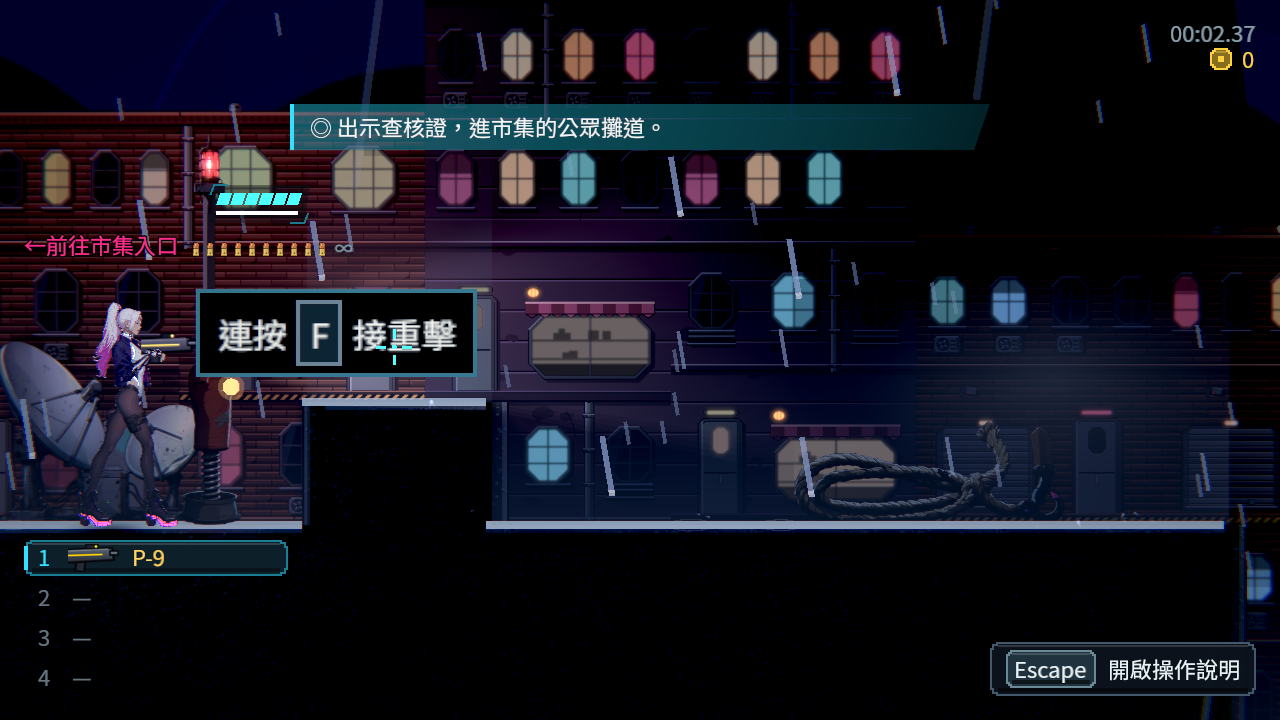 00:02.37
0
◎ 出示查核證，進市集的公眾攤道。
←前往市集入口
∞
連按 F 接重擊
1 P-9
2 —
3 —
4 —
Escape 開啟操作說明